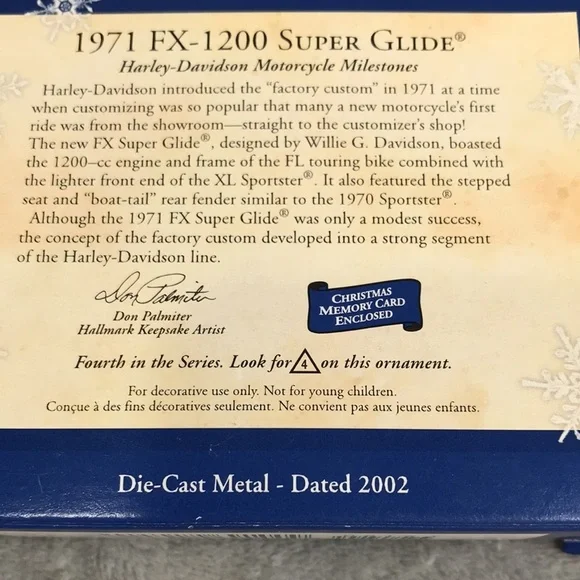 1971 FX-1200 SUPER GLIDE®
Harley-Davidson Motorcycle Milestones
Harley-Davidson introduced the "factory custom" in 1971 at a time
when customizing was so popular that many a new motorcycle's first
ride was from the showroom—straight to the customizer's shop!
The new FX Super Glide®, designed by Willie G. Davidson, boasted
the 1200–cc engine and frame of the FL touring bike combined with
the lighter front end of the XL Sportster®. It also featured the stepped
seat and "boat-tail" rear fender similar to the 1970 Sportster®.
Although the 1971 FX Super Glide® was only a modest success,
the concept of the factory custom developed into a strong segment
of the Harley-Davidson line.
Don Palmiter
Don Palmiter
Hallmark Keepsake Artist
CHRISTMAS
MEMORY CARD
ENCLOSED
Fourth in the Series. Look for 4 on this ornament.
For decorative use only. Not for young children.
Conçue à des fins décoratives seulement. Ne convient pas aux jeunes enfants.
Die-Cast Metal - Dated 2002